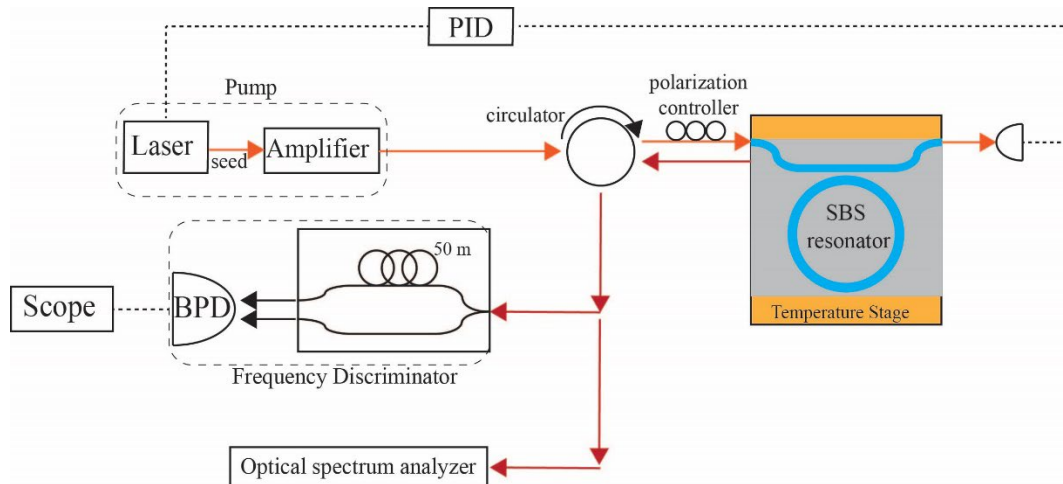 PID
Pump
Laser
seed
Amplifier
circulator
polarization
controller
SBS
resonator
Temperature Stage
50 m
BPD
Scope
Frequency Discriminator
Optical spectrum analyzer